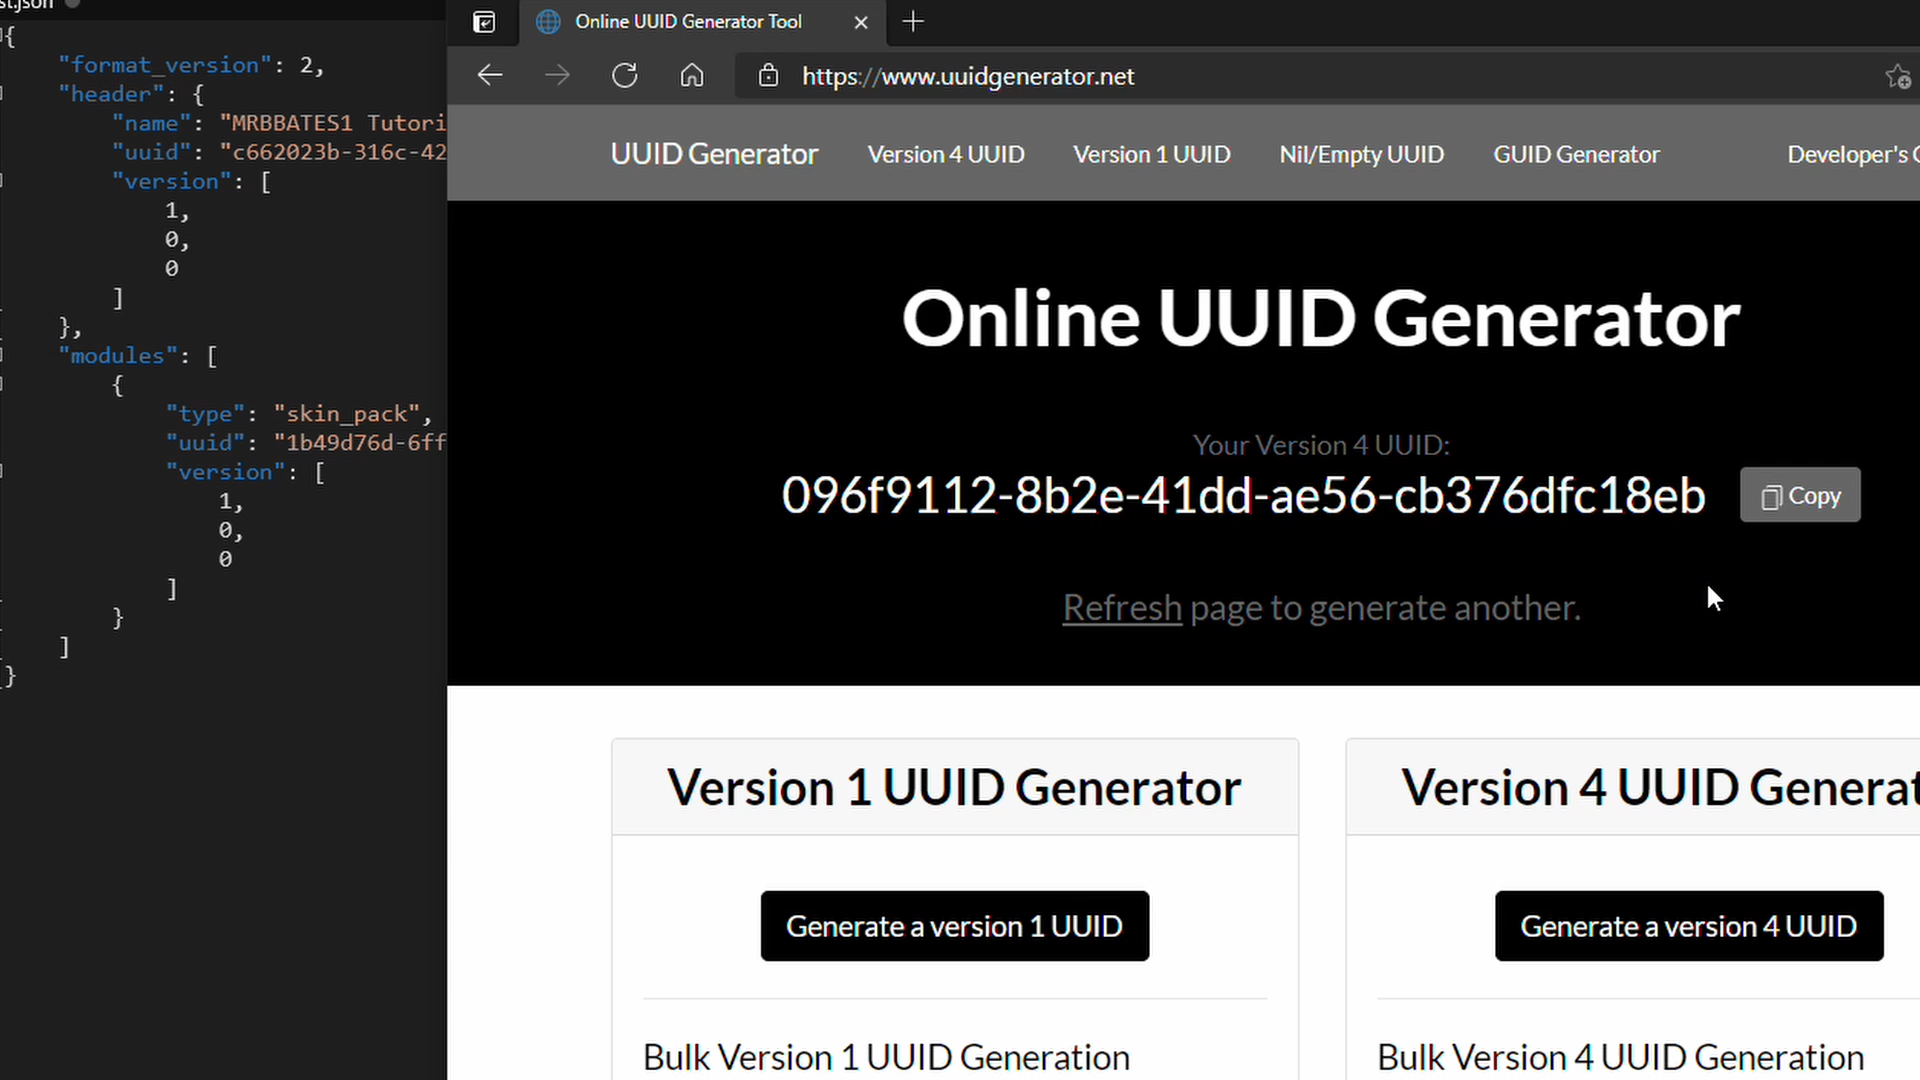 st.json
{
"format_version": 2,
"header": {
"name": "MRBBATES1 Tutori
"uuid": "c662023b-316c-42
"version": [
1,
0,
0
]
},
"modules": [
{
"type": "skin_pack",
"uuid": "1b49d76d-6ff
"version": [
1,
0,
0
]
}
]
}
Online UUID Generator Tool
https://www.uuidgenerator.net
UUID Generator Version 4 UUID Version 1 UUID Nil/Empty UUID GUID Generator Developer's
Online UUID Generator
Your Version 4 UUID:
096f9112-8b2e-41dd-ae56-cb376dfc18eb Copy
Refresh page to generate another.
Version 1 UUID Generator
Generate a version 1 UUID
Bulk Version 1 UUID Generation
Version 4 UUID Generat
Generate a version 4 UUID
Bulk Version 4 UUID Generation